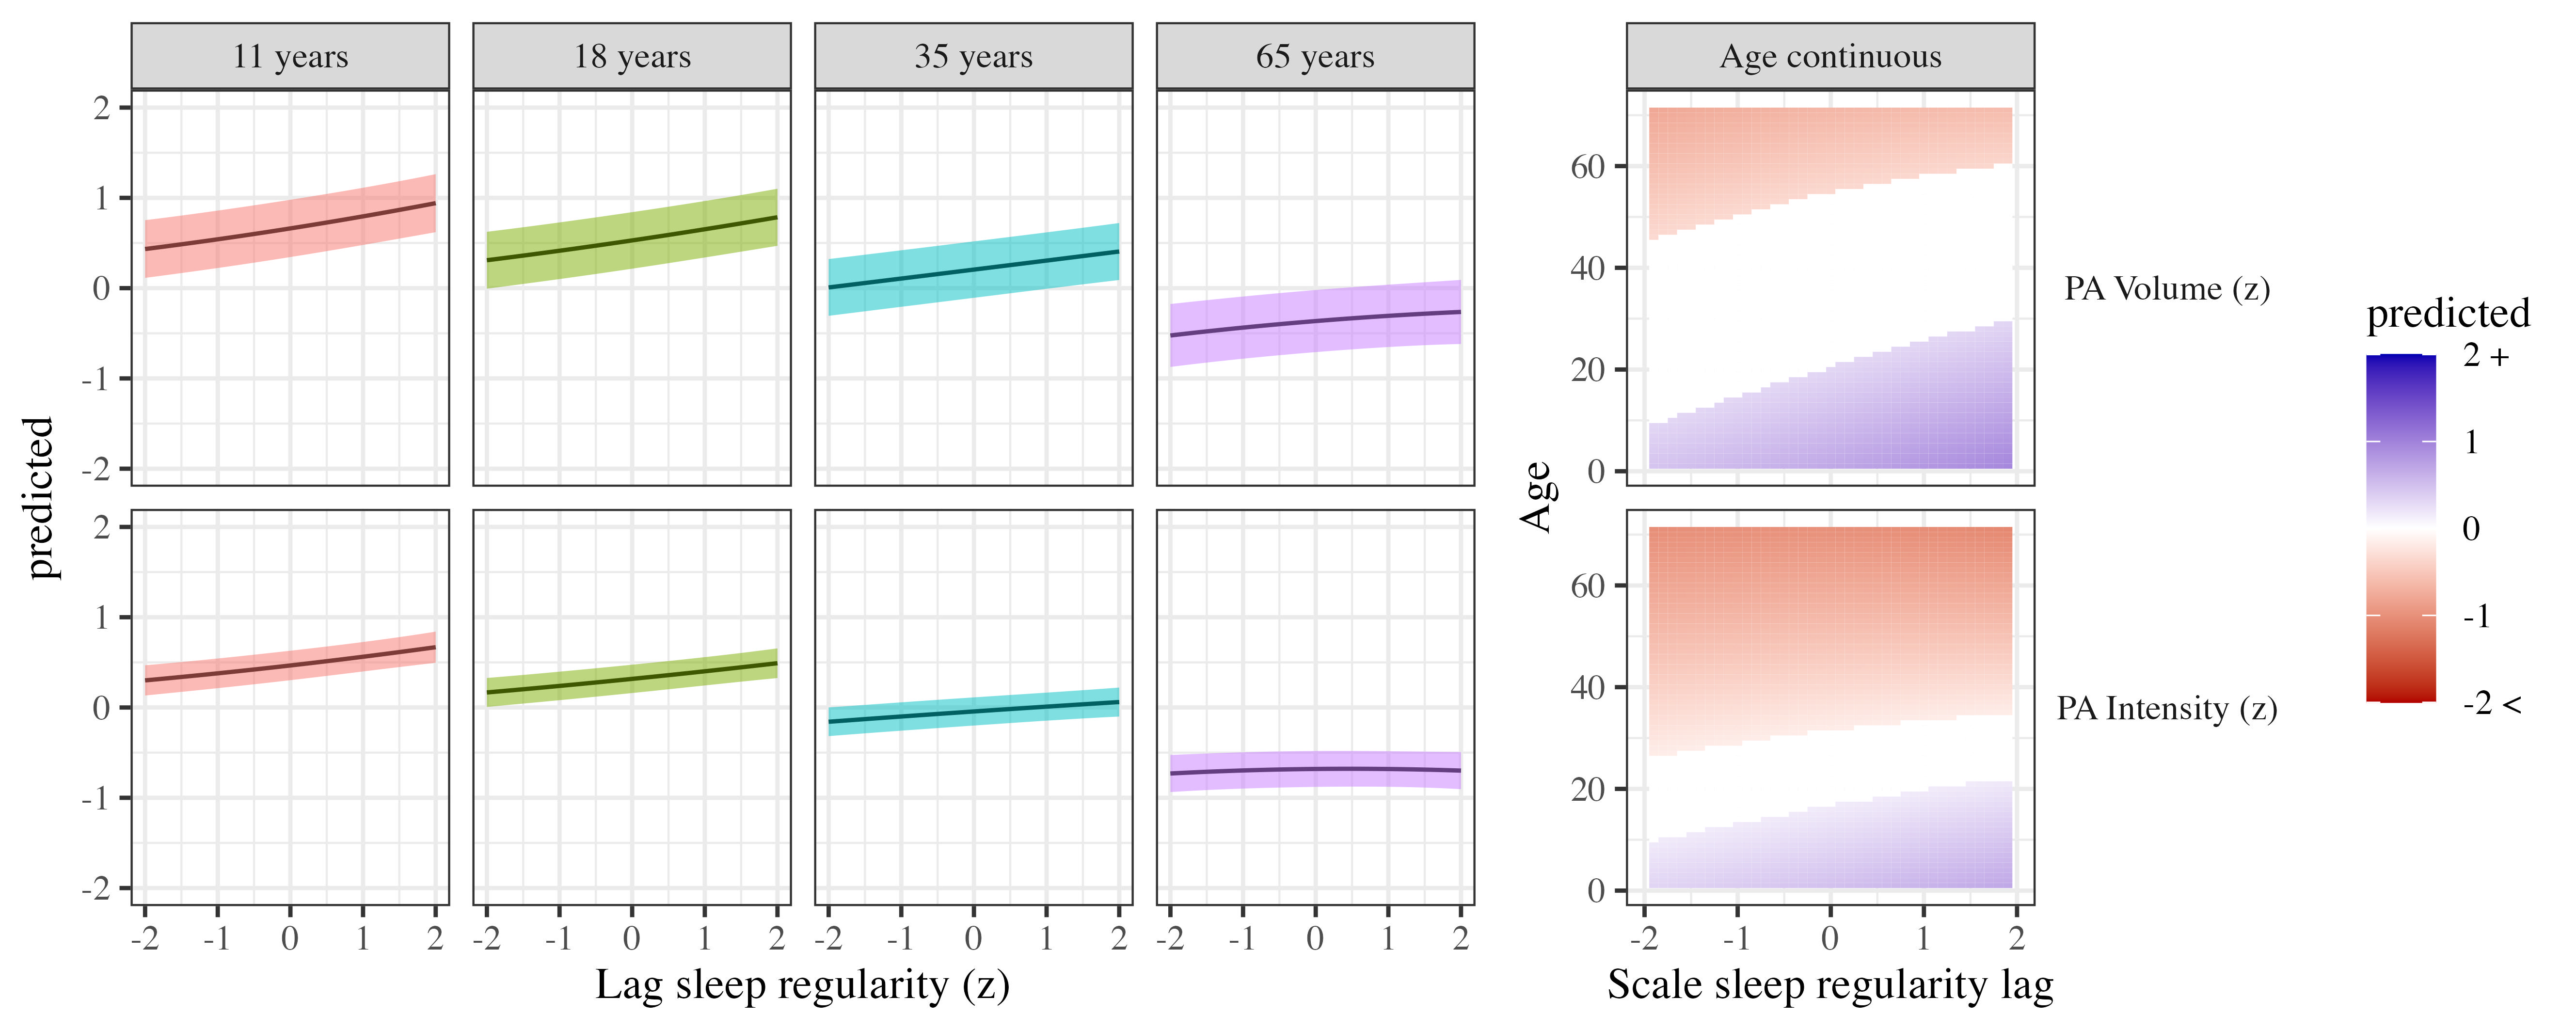 11 years
18 years
35 years
65 years
Age continuous
predicted
2
1
0
-1
-2
2
1
0
-1
-2
-2 -1 0 1 2
-2 -1 0 1 2
-2 -1 0 1 2
-2 -1 0 1 2
Lag sleep regularity (z)
Age
60
40
20
0
60
40
20
0
-2 -1 0 1 2
Scale sleep regularity lag
PA Volume (z)
PA Intensity (z)
predicted
2 +
1
0
-1
-2 <